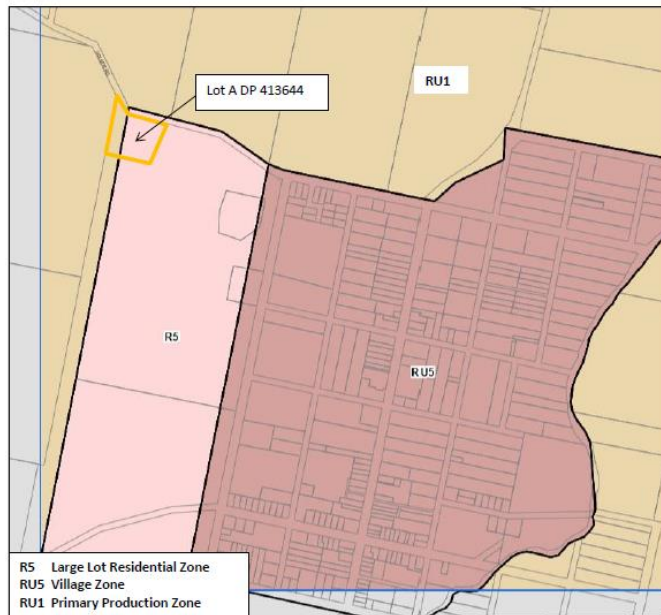 Lot A DP 413644
RU1
R5
RU5
R5 Large Lot Residential Zone
RU5 Village Zone
RU1 Primary Production Zone